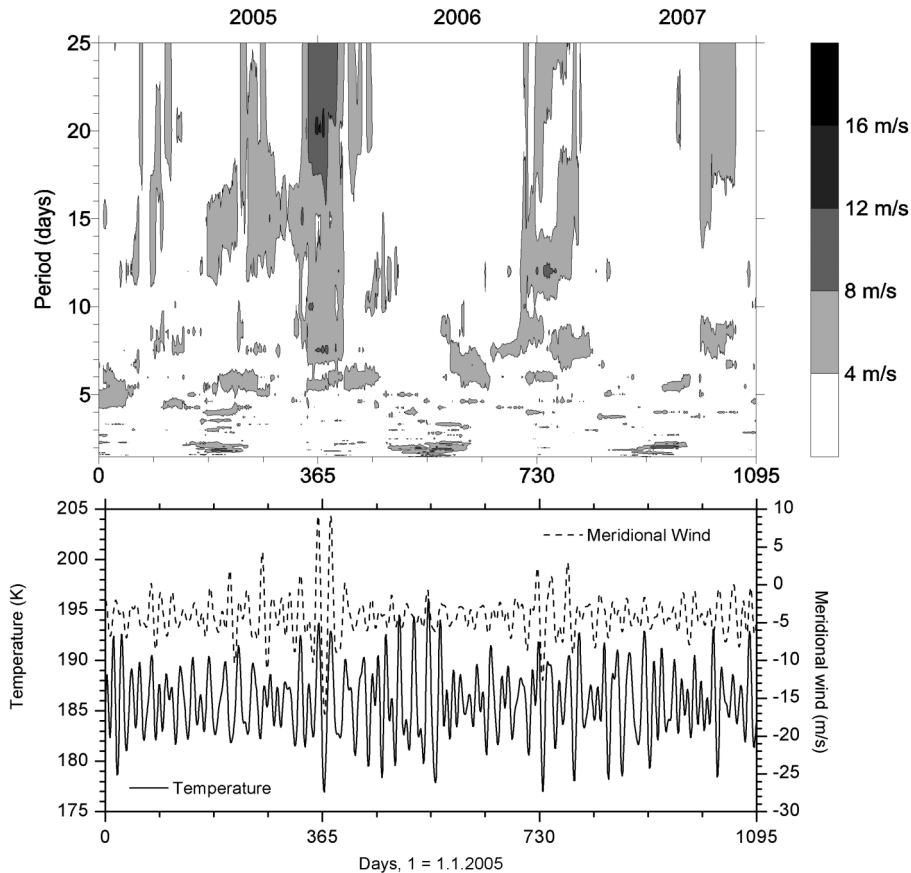 2005 2006 2007
25
20
15
10
5
Period (days)
0 365 730 1095
16 m/s
12 m/s
8 m/s
4 m/s
205
200
195
190
185
180
175
Temperature (K)
Meridional Wind
Temperature
10
5
0
-5
-10
-15
-20
-25
-30
Meridional wind (m/s)
0 365 730 1095
Days, 1 = 1.1.2005